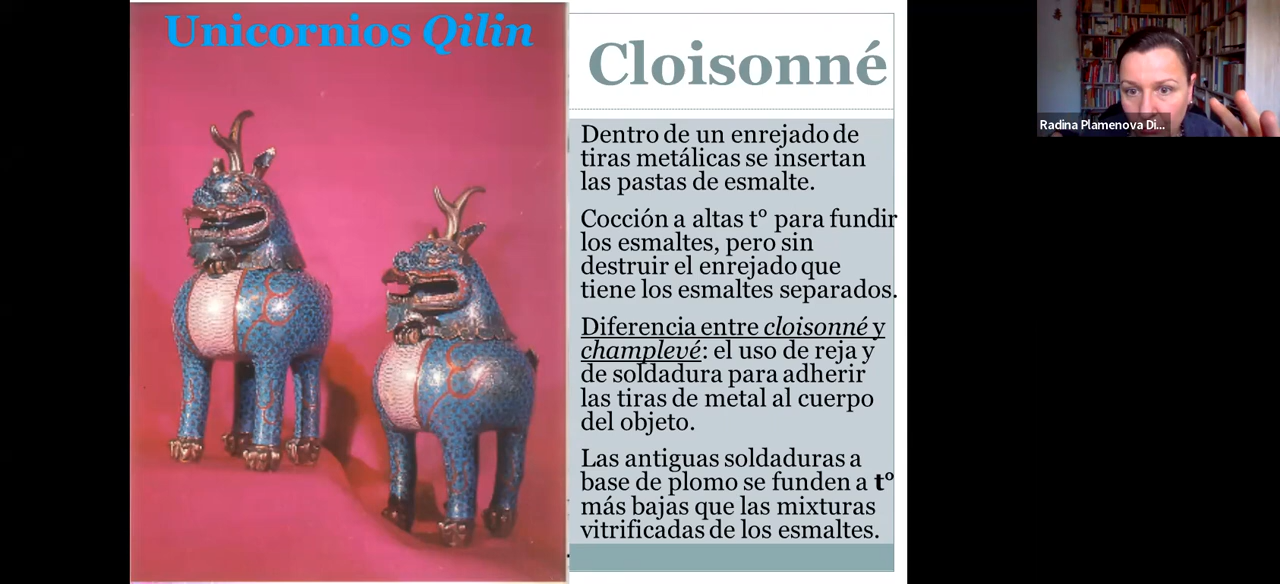 Unicornios Qilin
Cloisonné
Dentro de un enrejado de
tiras metálicas se insertan
las pastas de esmalte.
Cocción a altas tº para fundir
los esmaltes, pero sin
destruir el enrejado que
tiene los esmaltes separados.
Diferencia entre cloisonné y
champlevé: el uso de reja y
de soldadura para adherir
las tiras de metal al cuerpo
del objeto.
Las antiguas soldaduras a
base de plomo se funden a tº
más bajas que las mixturas
vitrificadas de los esmaltes.
Radina Plamenova Di...